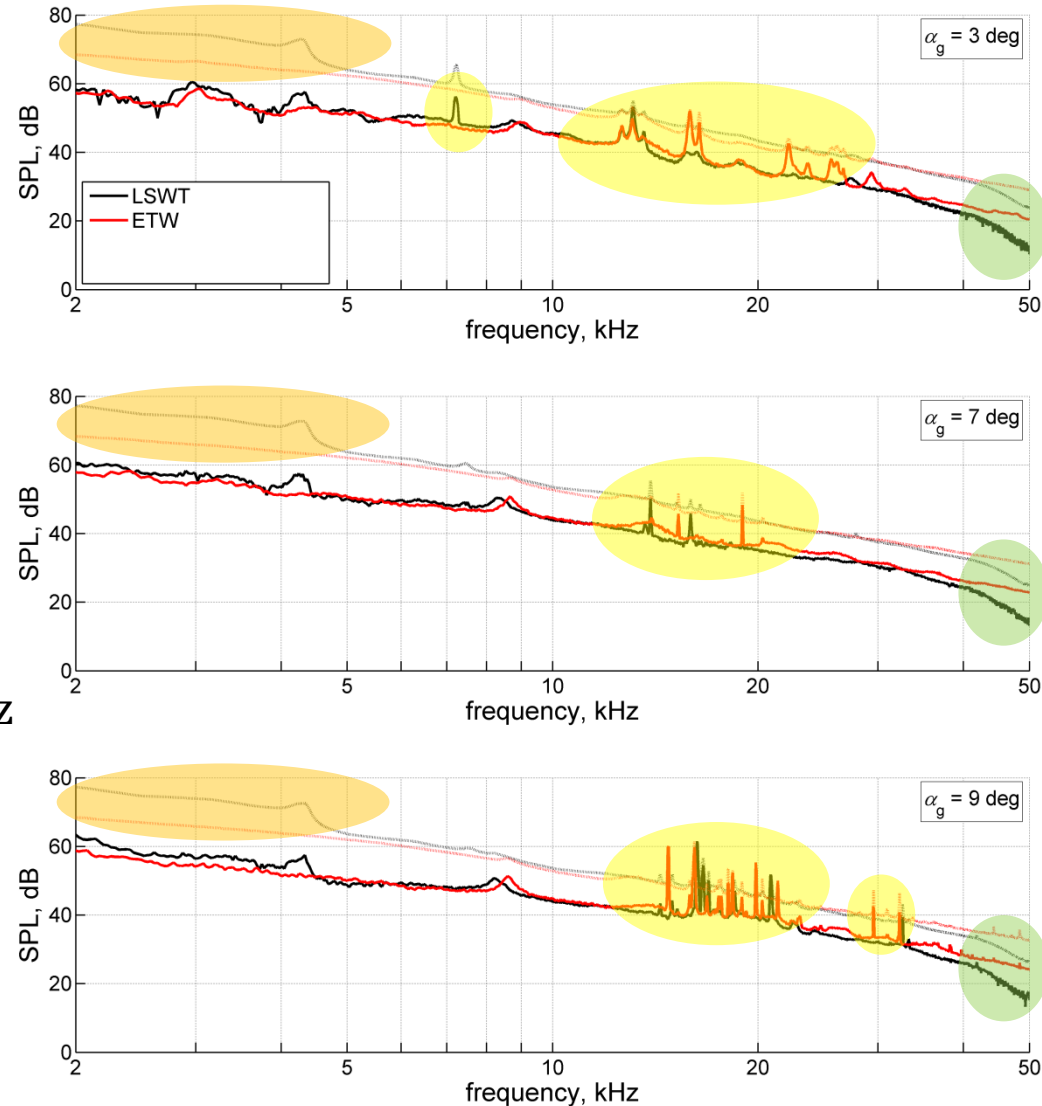 80
60
40
20
0
SPL, dB
α_g = 3 deg
LSWT
ETW
2 5 10 20 50
frequency, kHz
80
60
40
20
0
SPL, dB
α_g = 7 deg
2 5 10 20 50
frequency, kHz
z
80
60
40
20
0
SPL, dB
α_g = 9 deg
2 5 10 20 50
frequency, kHz